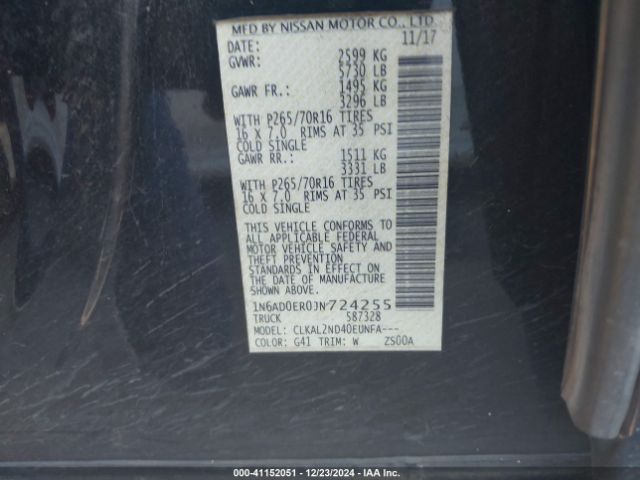 MFD BY NISSAN MOTOR CO., LTD.
DATE: 11/17
GVWR: 2599 KG
5730 LB
GAWR FR.: 1495 KG
3296 LB
WITH P265/70R16 TIRES
16 X 7.0 RIMS AT 35 PSI
COLD SINGLE
GAWR RR.: 1511 KG
3331 LB
WITH P265/70R16 TIRES
16 X 7.0 RIMS AT 35 PSI
COLD SINGLE
THIS VEHICLE CONFORMS TO
ALL APPLICABLE FEDERAL
MOTOR VEHICLE SAFETY AND
THEFT PREVENTION
STANDARDS IN EFFECT ON
THE DATE OF MANUFACTURE
SHOWN ABOVE.
1N6AD0ER0JN724255
TRUCK 587328
MODEL: CLKAL2ND40EUNFA---
COLOR: G41 TRIM: W ZS00A
000-41152051 - 12/23/2024 - IAA Inc.